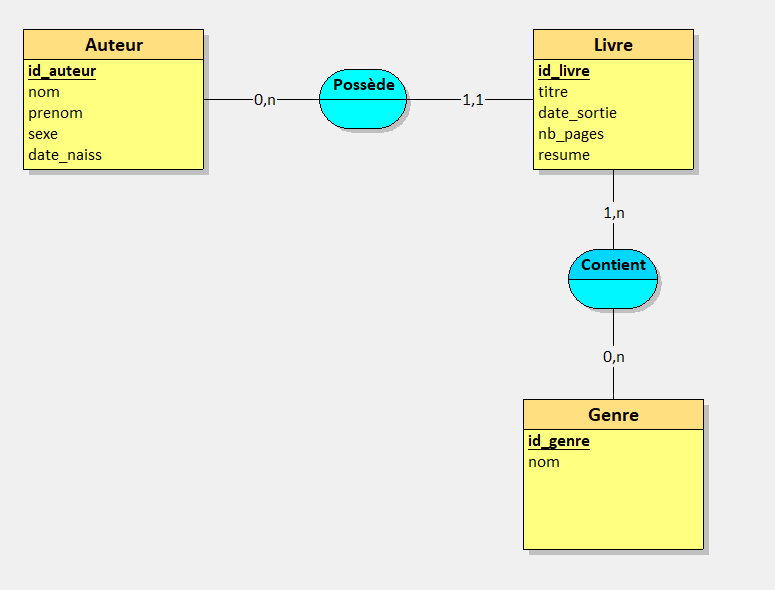 Auteur
id_auteur
nom
prenom
sexe
date_naiss
0,n
Possède
1,1
Livre
id_livre
titre
date_sortie
nb_pages
resume
1,n
Contient
0,n
Genre
id_genre
nom